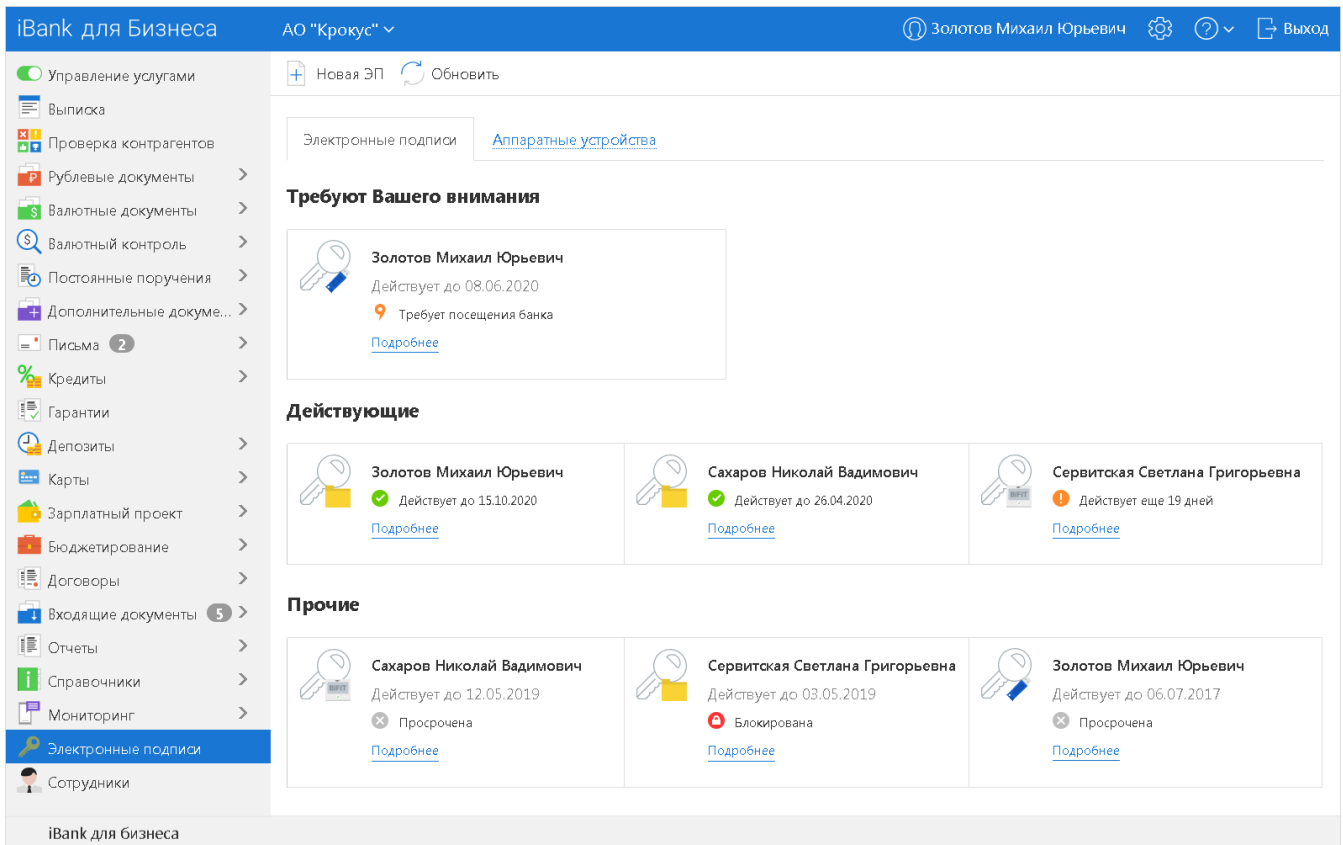 iBank для Бизнеса
АО "Крокус"
Золотов Михаил Юрьевич
Выход
Управление услугами
Выписка
Проверка контрагентов
Рублевые документы
Валютные документы
Валютный контроль
Постоянные поручения
Дополнительные докуме...
Письма 2
Кредиты
Гарантии
Депозиты
Карты
Зарплатный проект
Бюджетирование
Договоры
Входящие документы 5
Отчеты
Справочники
Мониторинг
Электронные подписи
Сотрудники
Новая ЭП
Обновить
Электронные подписи
Аппаратные устройства
Требуют Вашего внимания
Золотов Михаил Юрьевич
Действует до 08.06.2020
Требует посещения банка
Подробнее
Действующие
Золотов Михаил Юрьевич
Действует до 15.10.2020
Подробнее
Сахаров Николай Вадимович
Действует до 26.04.2020
Подробнее
BIFIT
Сервитская Светлана Григорьевна
Действует еще 19 дней
Подробнее
Прочие
BIFIT
Сахаров Николай Вадимович
Действует до 12.05.2019
Просрочена
Подробнее
Сервитская Светлана Григорьевна
Действует до 03.05.2019
Блокирована
Подробнее
Золотов Михаил Юрьевич
Действует до 06.07.2017
Просрочена
Подробнее
iBank для бизнеса